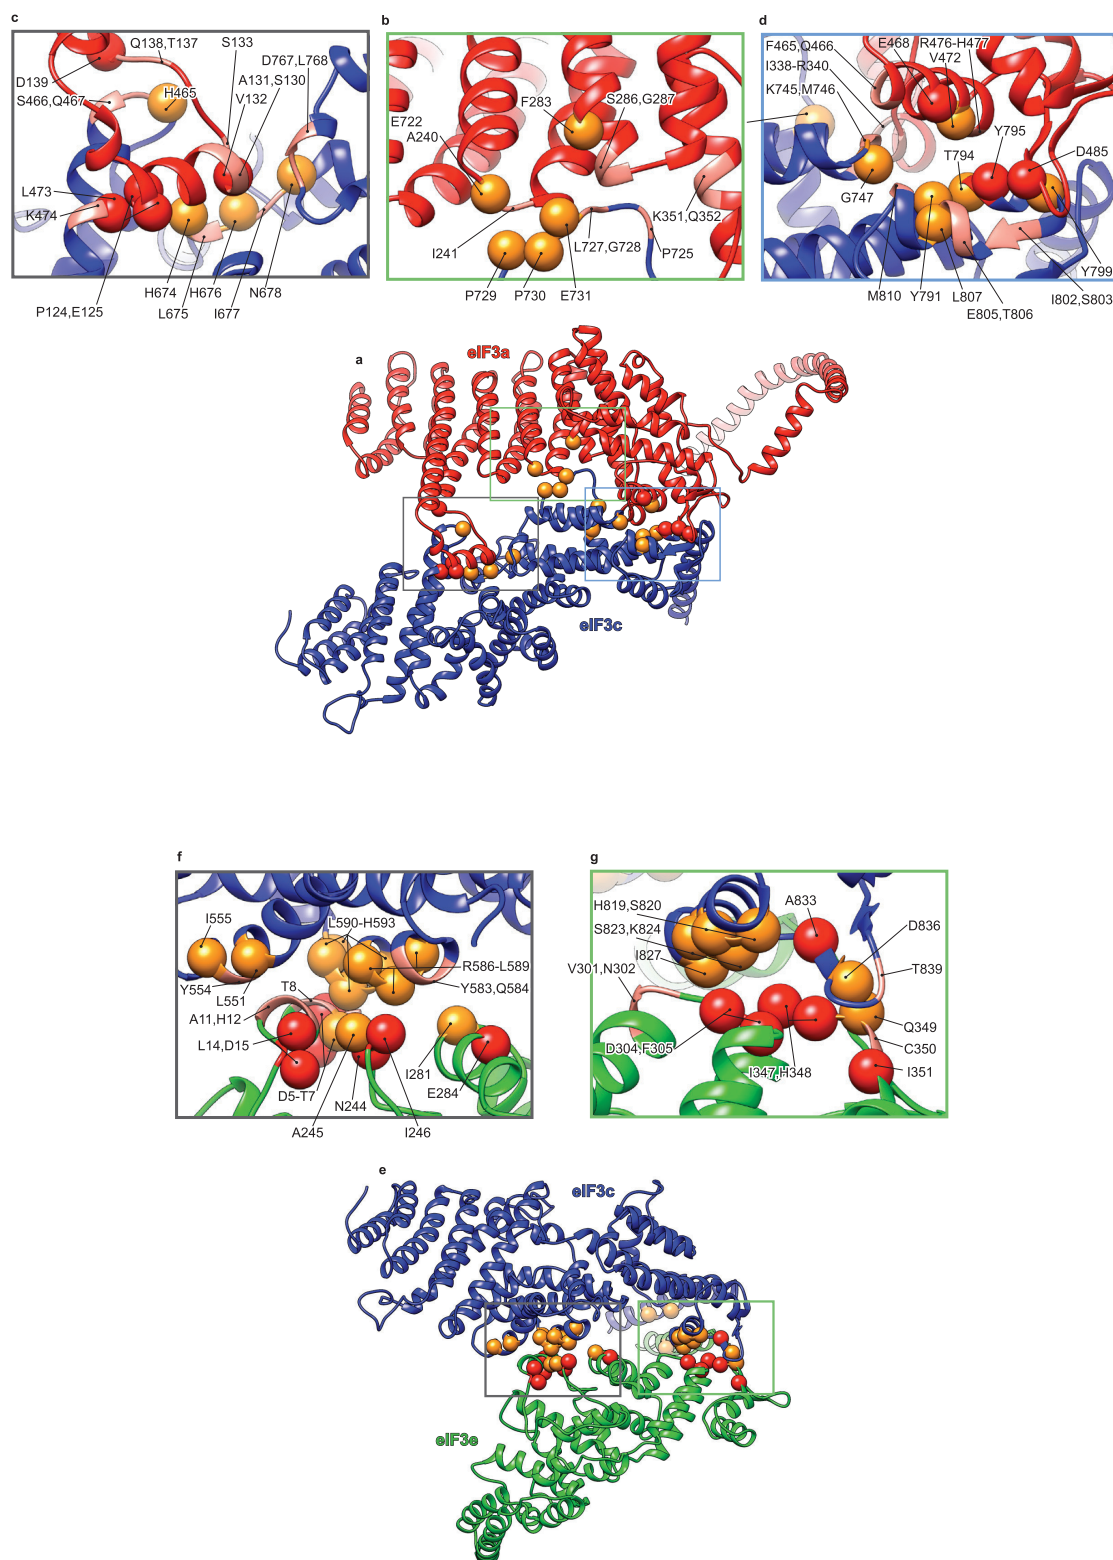 c
Q138,T137
S133
D767,L768
A131,S130
V132
D139
H465
S466,Q467
L473
K474
P124,E125
H674
L675
H676
I677
N678
b
F283
S286,G287
E722
A240
I241
K351,Q352
L727,G728
P725
P729
P730
E731
d
F465,Q466
E468
R476-H477
I338-R340
V472
K745,M746
Y795
T794
D485
G747
Y799
M810
Y791
L807
I802,S803
E805,T806
a
eIF3a
eIF3c
f
I555
L590-H593
R586-L589
Y554
L551
T8
Y583,Q584
A11,H12
L14,D15
I281
D5-T7
N244
E284
A245
I246
g
H819,S820
A833
S823,K824
D836
I827
V301,N302
T839
Q349
D304,F305
C350
I347,H348
I351
e
eIF3c
eIF3e